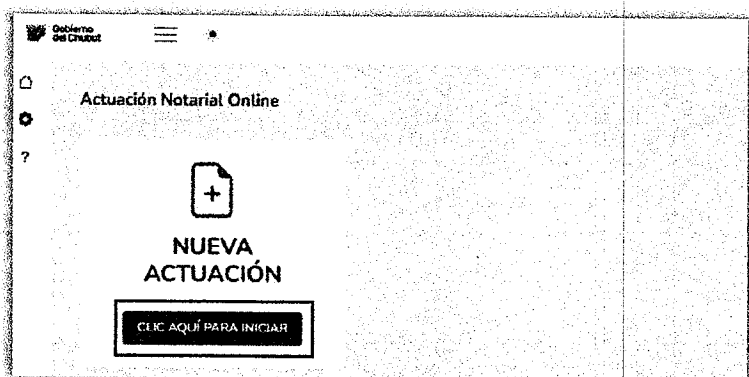 Gobierno
del Chubut
?
Actuación Notarial Online
NUEVA
ACTUACIÓN
CLIC AQUÍ PARA INICIAR